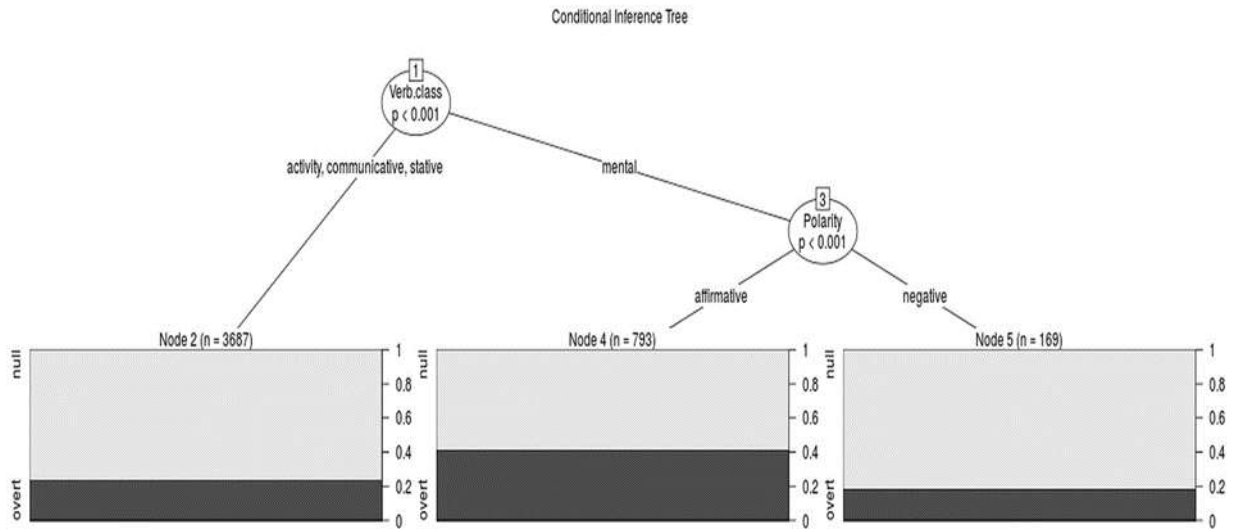 Conditional Inference Tree
1
Verb.class
p < 0.001
activity, communicative, stative
mental
3
Polarity
p < 0.001
affirmative
negative
Node 2 (n = 3687)
null
overt
1
0.8
0.6
0.4
0.2
0
Node 4 (n = 793)
null
overt
1
0.8
0.6
0.4
0.2
0
Node 5 (n = 169)
null
overt
1
0.8
0.6
0.4
0.2
0